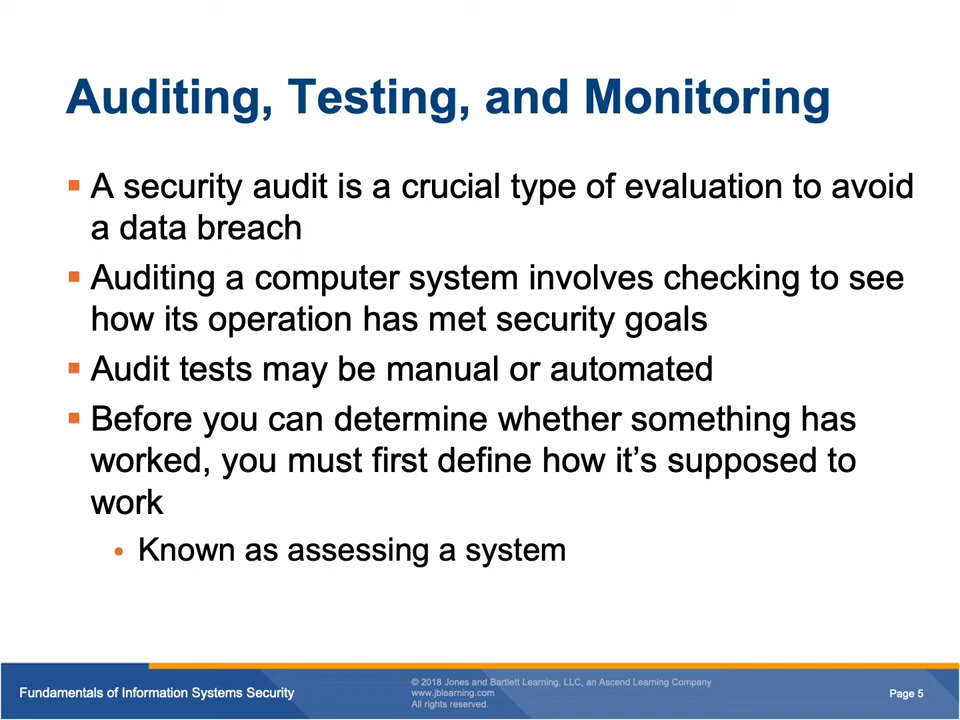 Auditing, Testing, and Monitoring
▪ A security audit is a crucial type of evaluation to avoid
a data breach
▪ Auditing a computer system involves checking to see
how its operation has met security goals
▪ Audit tests may be manual or automated
▪ Before you can determine whether something has
worked, you must first define how it’s supposed to
work
• Known as assessing a system
Fundamentals of Information Systems Security
© 2018 Jones and Bartlett Learning, LLC, an Ascend Learning Company
www.jblearning.com
All rights reserved.
Page 5